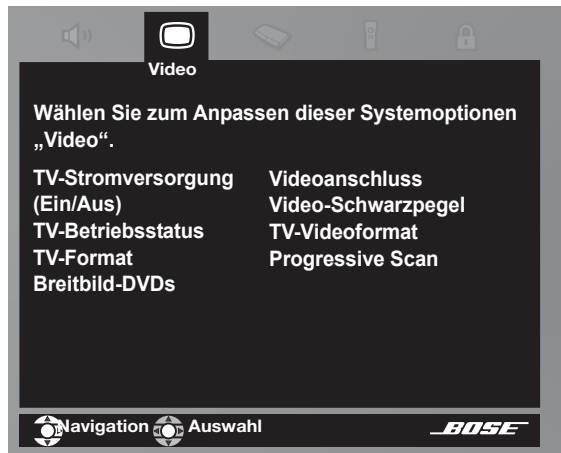 Video
Wählen Sie zum Anpassen dieser Systemoptionen
„Video“.
TV-Stromversorgung
(Ein/Aus)
TV-Betriebsstatus
TV-Format
Breitbild-DVDs
Videoanschluss
Video-Schwarzpegel
TV-Videoformat
Progressive Scan
Navigation Auswahl
BOSE